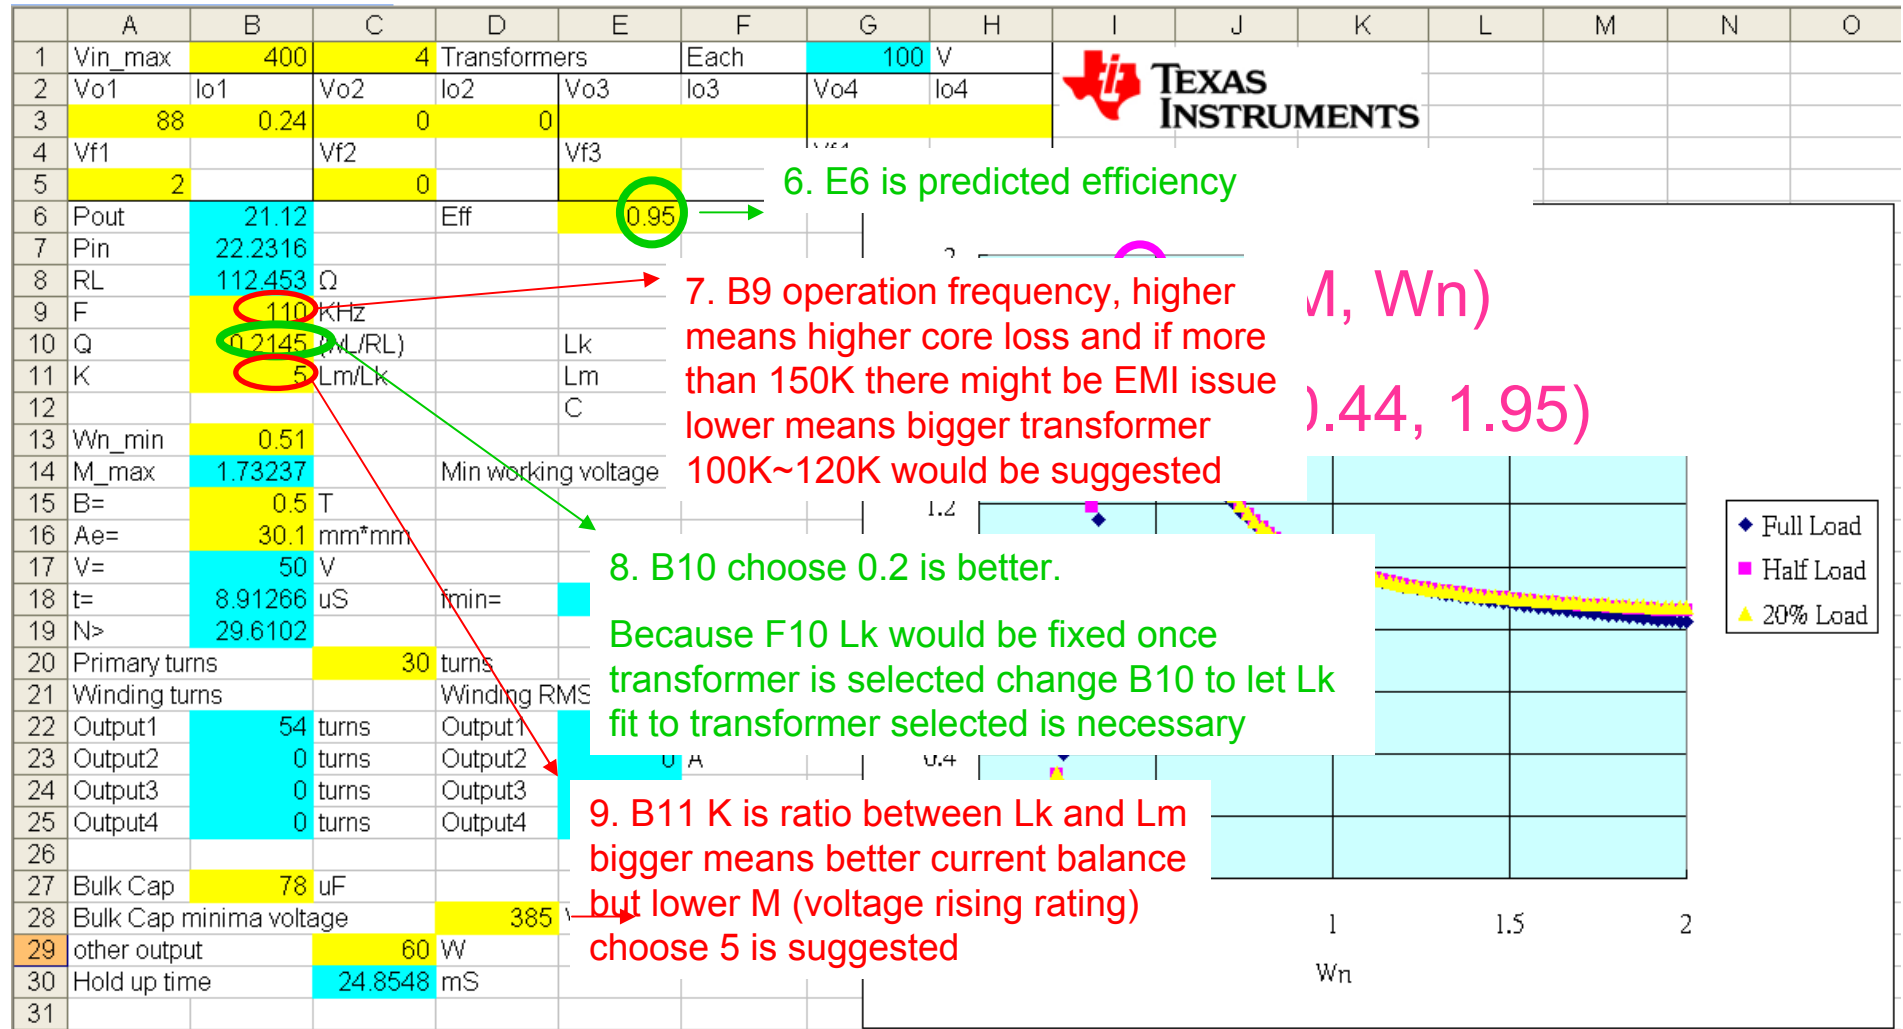 A B C D E F G H I J K L M N O
1 Vin_max 400 4 Transformers Each 100 V
TEXAS
INSTRUMENTS
2 Vo1 Io1 Vo2 Io2 Vo3 Io3 Vo4 Io4
3 88 0.24 0 0
4 Vf1 Vf2 Vf3
5 2 0
6. E6 is predicted efficiency
6 Pout 21.12 Eff 0.95
7 Pin 22.2316
8 RL 112.453 Ω
9 F 110 KHz
10 Q 0.2145 (WL/RL) Lk
11 K 5 Lm/Lk Lm
12 C
7. B9 operation frequency, higher
means higher core loss and if more
than 150K there might be EMI issue
lower means bigger transformer
100K~120K would be suggested
2
M, Wn)
0.44, 1.95)
13 Wn_min 0.51
14 M_max 1.73237 Min working voltage
15 B= 0.5 T
16 Ae= 30.1 mm*mm
17 V= 50 V
18 t= 8.91266 uS fmin=
19 N> 29.6102
20 Primary turns 30 turns
21 Winding turns Winding RMS
8. B10 choose 0.2 is better.
Because F10 Lk would be fixed once
transformer is selected change B10 to let Lk
fit to transformer selected is necessary
1.2
Full Load
Half Load
20% Load
22 Output1 54 turns Output1
23 Output2 0 turns Output2 0 A
0.4
24 Output3 0 turns Output3
25 Output4 0 turns Output4
26
27 Bulk Cap 78 uF
28 Bulk Cap minima voltage 385
29 other output 60 W
30 Hold up time 24.8548 mS
31
9. B11 K is ratio between Lk and Lm
bigger means better current balance
but lower M (voltage rising rating)
choose 5 is suggested
1 1.5 2
Wn